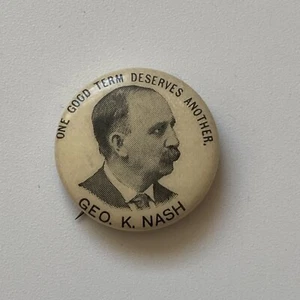 ONE GOOD TERM DESERVES ANOTHER.
GEO. K. NASH